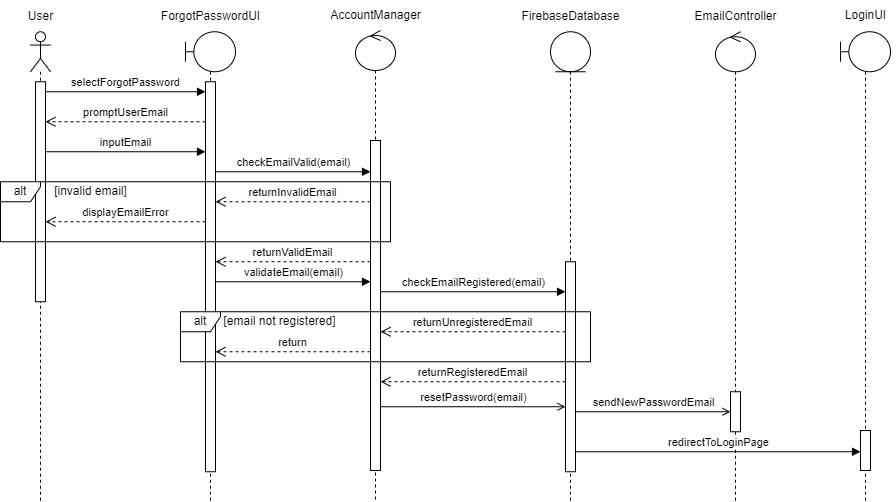 User
ForgotPasswordUI
AccountManager
FirebaseDatabase
EmailController
LoginUI
selectForgotPassword
promptUserEmail
inputEmail
checkEmailValid(email)
alt
[invalid email]
returnInvalidEmail
displayEmailError
returnValidEmail
validateEmail(email)
checkEmailRegistered(email)
alt
[email not registered]
returnUnregisteredEmail
return
returnRegisteredEmail
resetPassword(email)
sendNewPasswordEmail
redirectToLoginPage